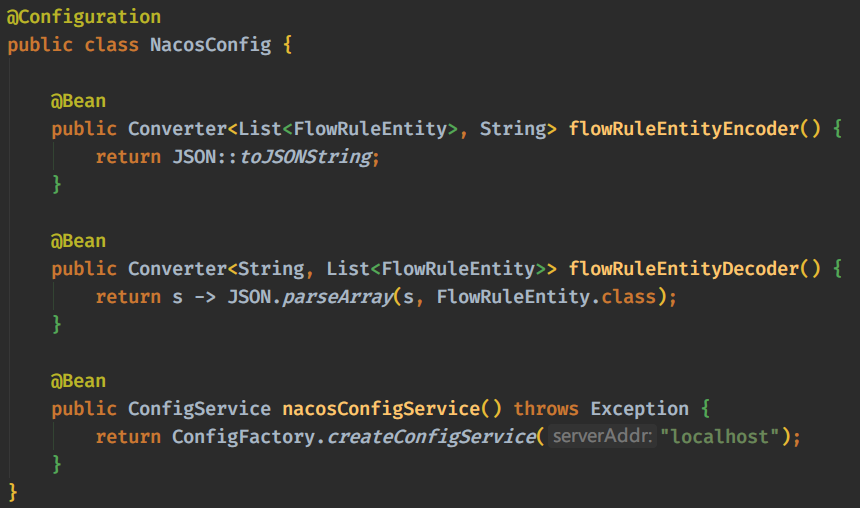 @Configuration
public class NacosConfig {
@Bean
public Converter<List<FlowRuleEntity>, String> flowRuleEntityEncoder() {
return JSON::toJSONString;
}
@Bean
public Converter<String, List<FlowRuleEntity>> flowRuleEntityDecoder() {
return s -> JSON.parseArray(s, FlowRuleEntity.class);
}
@Bean
public ConfigService nacosConfigService() throws Exception {
return ConfigFactory.createConfigService( serverAddr: "localhost");
}
}